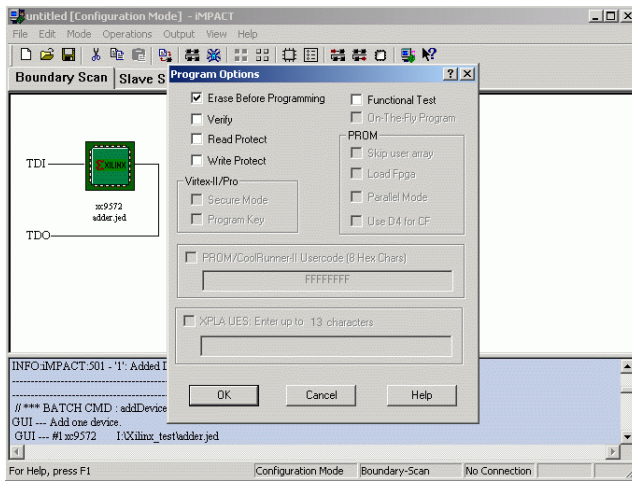 untitled [Configuration Mode] - iMPACT
File Edit Mode Operations Output View Help
Boundary Scan Slave S
Program Options
Erase Before Programming
Functional Test
Verify
On-The-Fly Program
Read Protect
PROM
Write Protect
Skip user array
Load Fpga
Virtex-II/Pro
Secure Mode
Parallel Mode
Program Key
Use D4 for CF
TDI
XILINX
xc9572
adder.jed
TDO
PROM/CoolRunner-II Usercode (8 Hex Chars)
FFFFFFFF
XPLA UES: Enter up to 13 characters
OK Cancel Help
INFO:iMPACT:501 - '1': Added D
// *** BATCH CMD : addDevice
GUI --- Add one device.
GUI --- #1 xc9572 I:\Xilinx_test\adder.jed
For Help, press F1
Configuration Mode Boundary-Scan No Connection